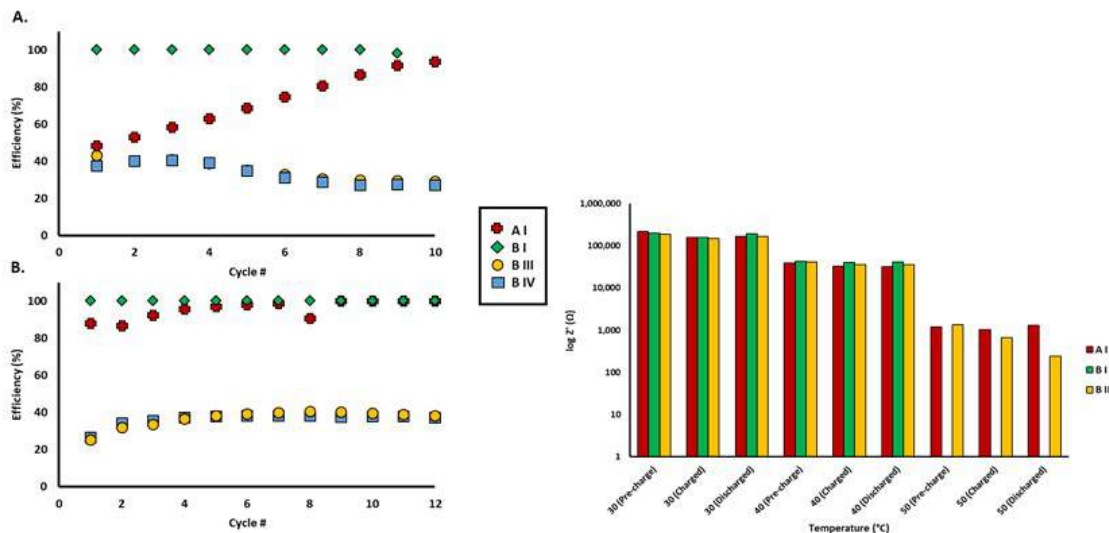 A.
Efficiency (%)
100
80
60
40
20
0
0 2 4 6 8 10
Cycle #
B.
Efficiency (%)
100
80
60
40
20
0
0 2 4 6 8 10 12
Cycle #
A I
B I
B III
B IV
log Z' (Ω)
1,000,000
100,000
10,000
1,000
100
10
1
30 (Pre-charge)
30 (Charged)
30 (Discharged)
40 (Pre-charge)
40 (Charged)
40 (Discharged)
50 (Pre-charge)
50 (Charged)
50 (Discharged)
Temperature (°C)
A I
B I
B II